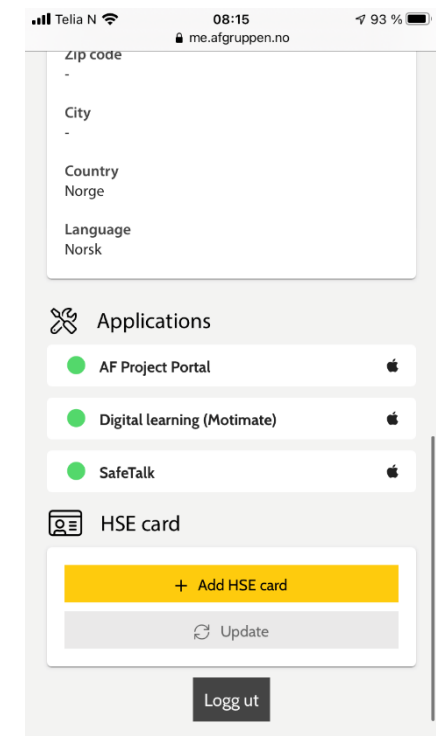 Telia N 08:15 93 %
me.afgruppen.no
Zip code
-
City
-
Country
Norge
Language
Norsk
Applications
AF Project Portal
Digital learning (Motimate)
SafeTalk
HSE card
+ Add HSE card
Update
Logg ut